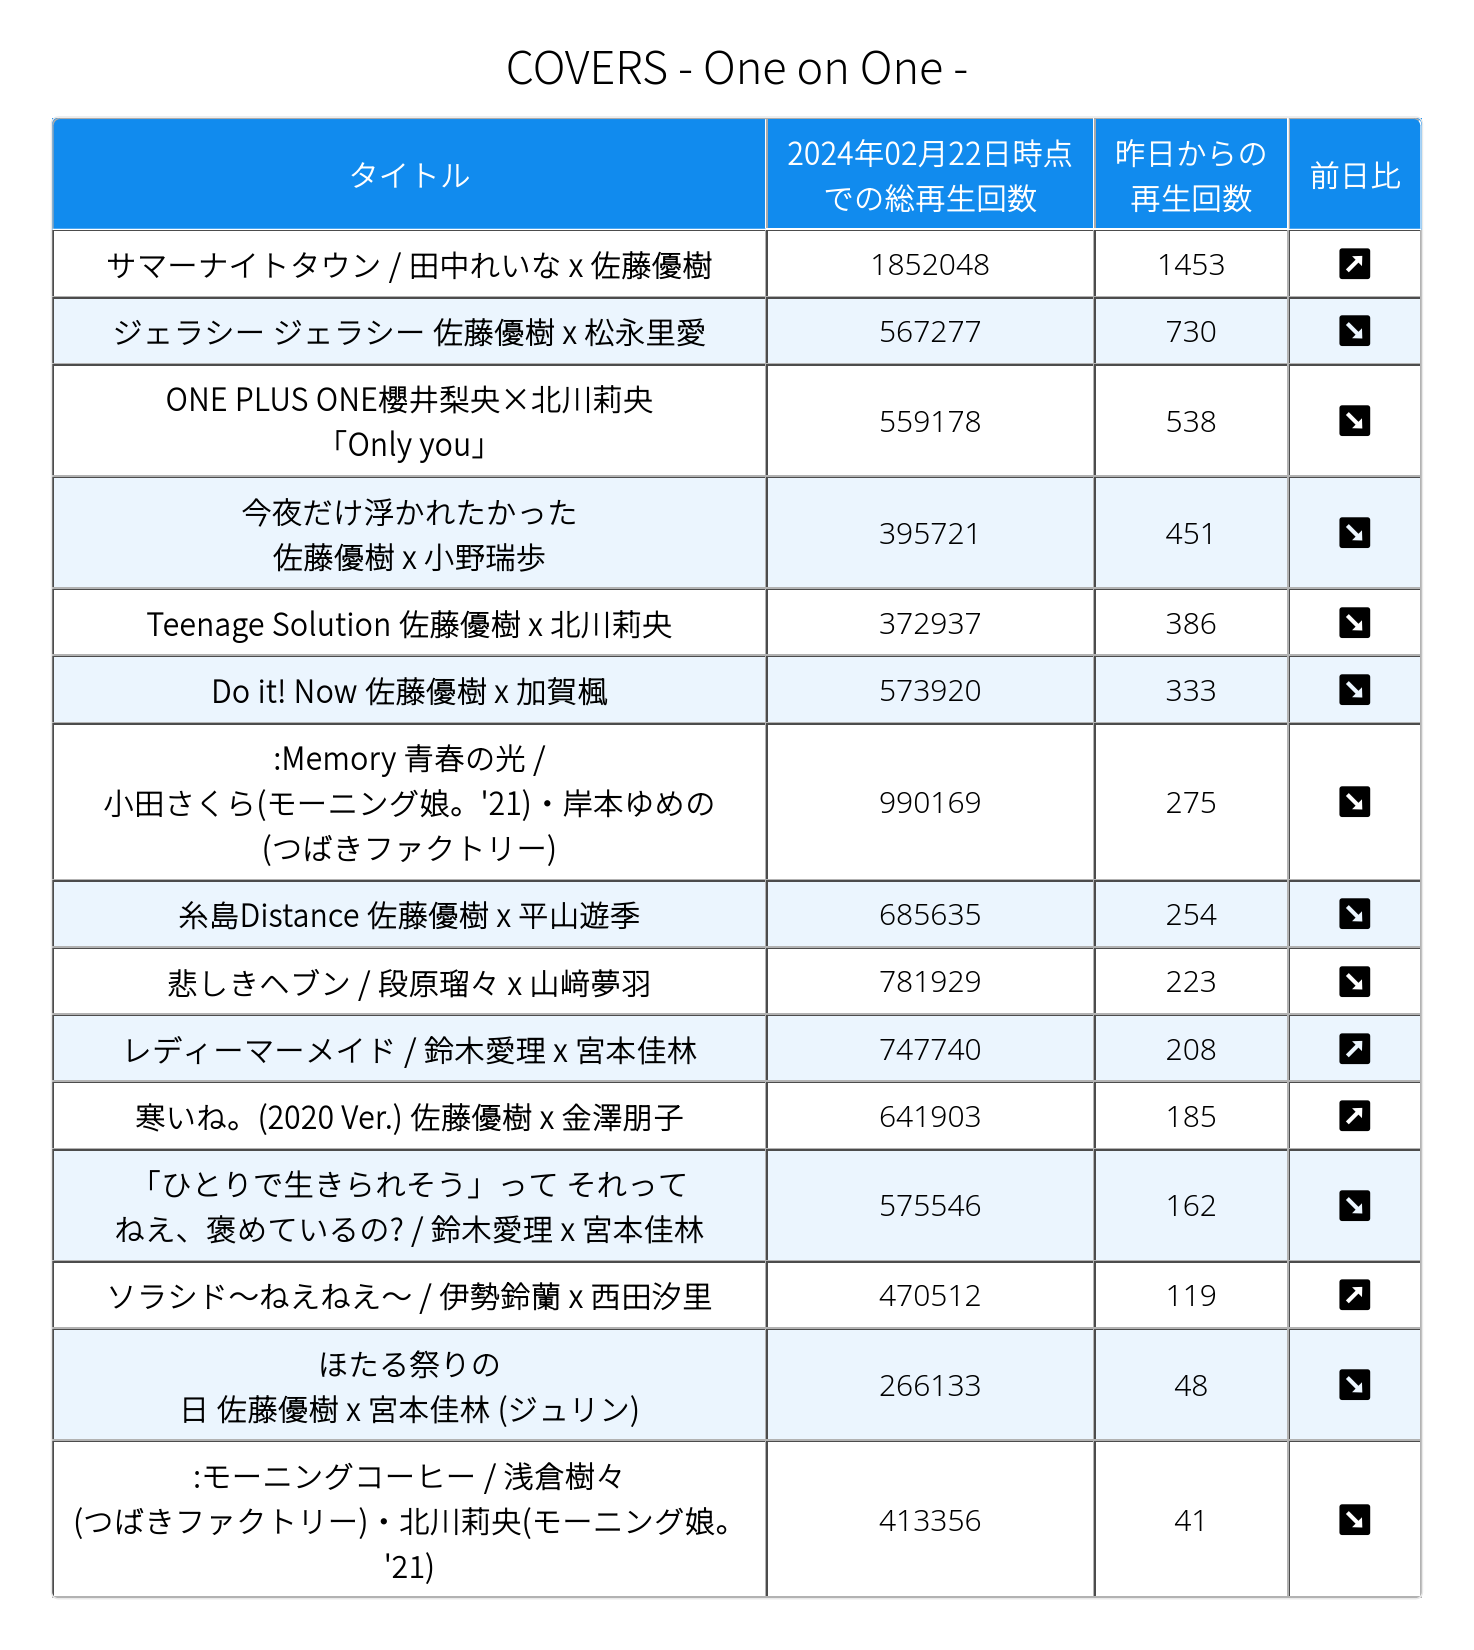 COVERS - One on One -
タイトル
2024年02月22日時点
での総再生回数
昨日からの
再生回数
前日比
サマーナイトタウン / 田中れいな x 佐藤優樹
1852048
1453
ジェラシー ジェラシー 佐藤優樹 x 松永里愛
567277
730
ONE PLUS ONE櫻井梨央×北川莉央
「Only you」
559178
538
今夜だけ浮かれたかった
佐藤優樹 x 小野瑞歩
395721
451
Teenage Solution 佐藤優樹 x 北川莉央
372937
386
Do it! Now 佐藤優樹 x 加賀楓
573920
333
:Memory 青春の光 /
小田さくら(モーニング娘。'21)・岸本ゆめの
(つばきファクトリー)
990169
275
糸島Distance 佐藤優樹 x 平山遊季
685635
254
悲しきヘブン / 段原瑠々 x 山﨑夢羽
781929
223
レディーマーメイド / 鈴木愛理 x 宮本佳林
747740
208
寒いね。(2020 Ver.) 佐藤優樹 x 金澤朋子
641903
185
「ひとりで生きられそう」って それって
ねえ、褒めているの? / 鈴木愛理 x 宮本佳林
575546
162
ソラシド〜ねえねえ〜 / 伊勢鈴蘭 x 西田汐里
470512
119
ほたる祭りの
日 佐藤優樹 x 宮本佳林 (ジュリン)
266133
48
:モーニングコーヒー / 浅倉樹々
(つばきファクトリー)・北川莉央(モーニング娘。
'21)
413356
41